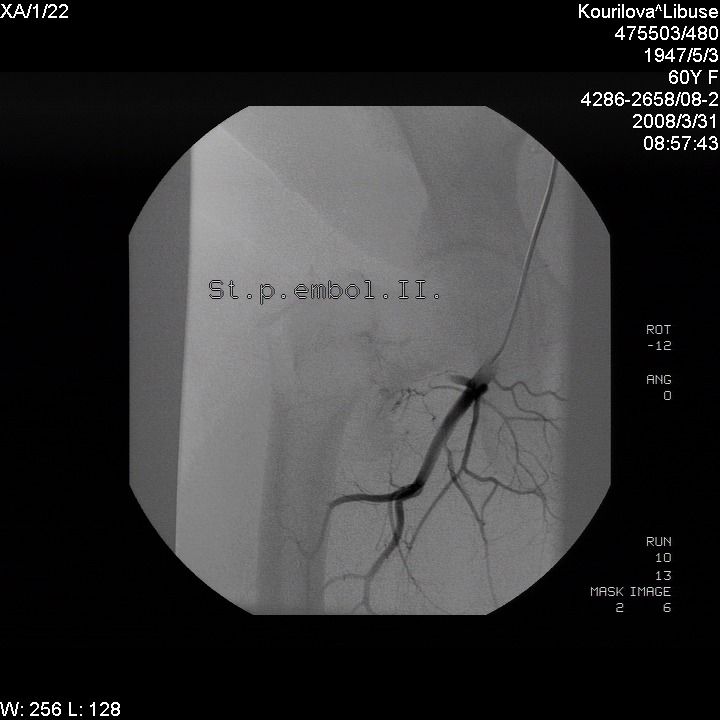 XA/1/22
Kourilova^Libuse
475503/480
1947/5/3
60Y F
4286-2658/08-2
2008/3/31
08:57:43
St.p.embol.II.
ROT
-12
ANG
0
RUN
10
13
MASK IMAGE
2 6
W: 256 L: 128